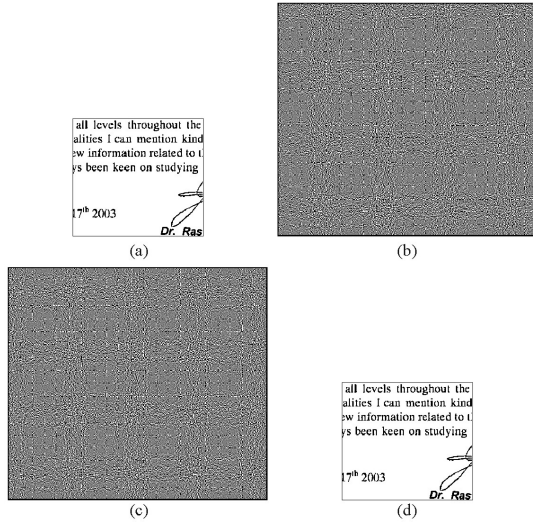 all levels throughout the
alities I can mention kind
ew information related to t
ys been keen on studying
17th 2003
Dr. Ras
(a)
(b)
(c)
all levels throughout the
alities I can mention kind
ew information related to t
ys been keen on studying
17th 2003
Dr. Ras
(d)